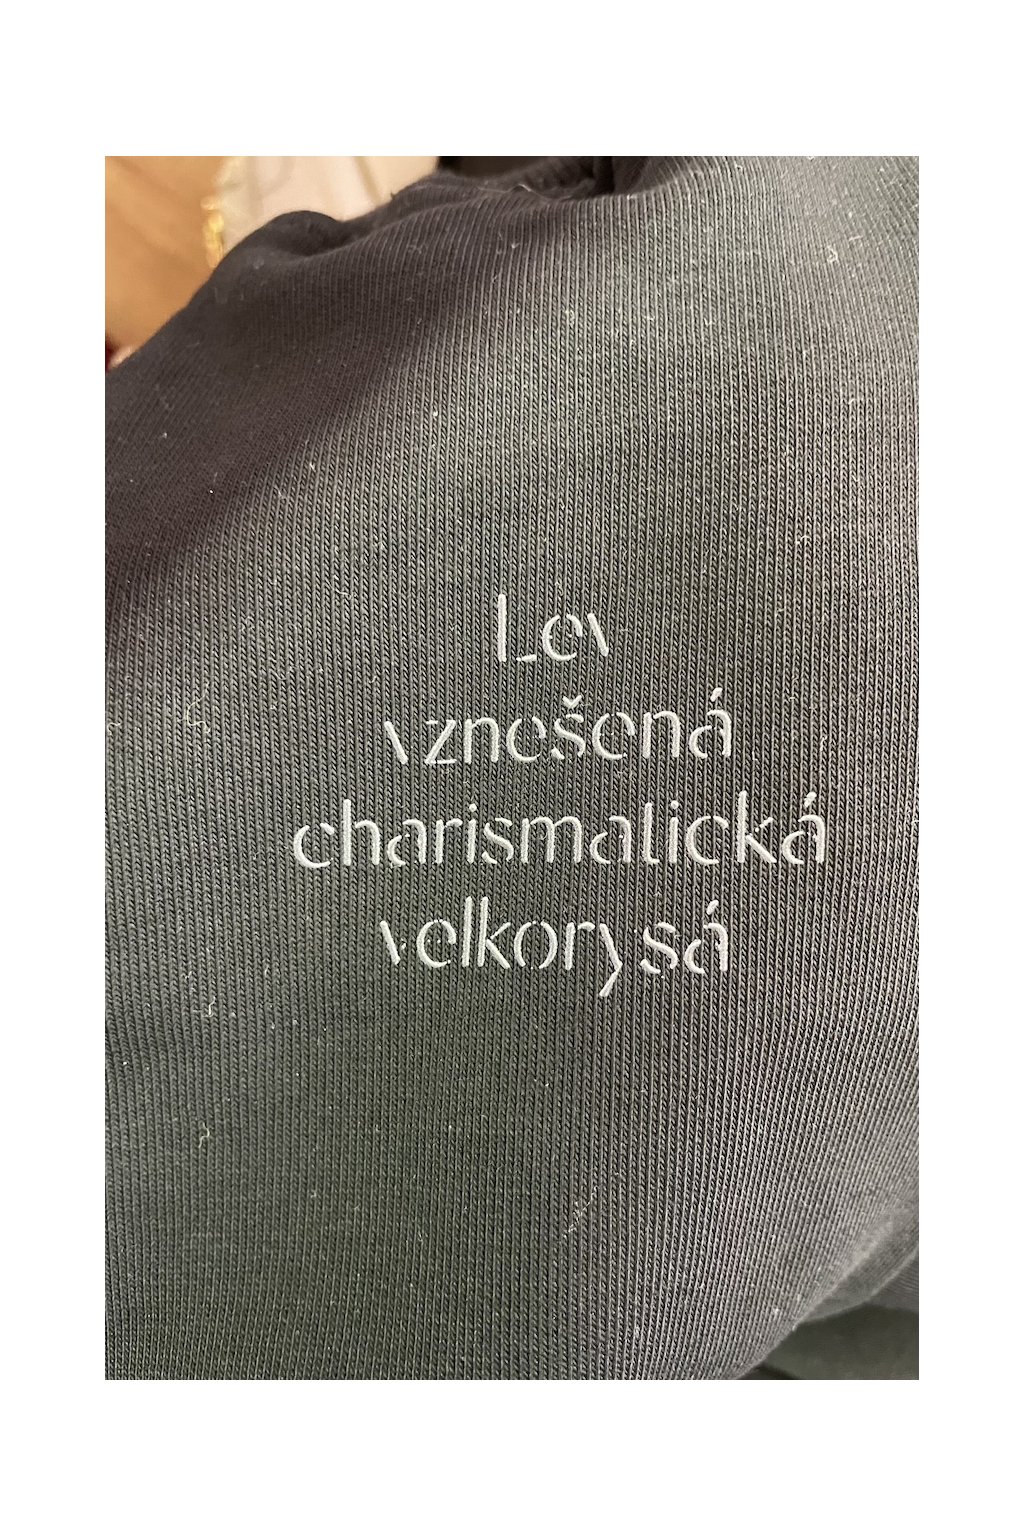 Lev
vznešená
charismatická
velkorysá